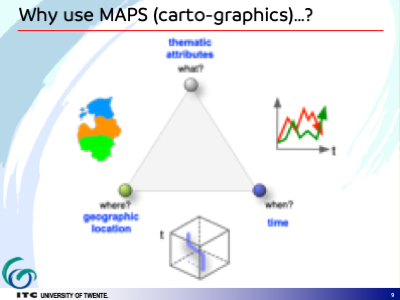 Why use MAPS (carto-graphics)...?
thematic
attributes
what?
t
where?
geographic
location
when?
time
t
ITC UNIVERSITY OF TWENTE.
9